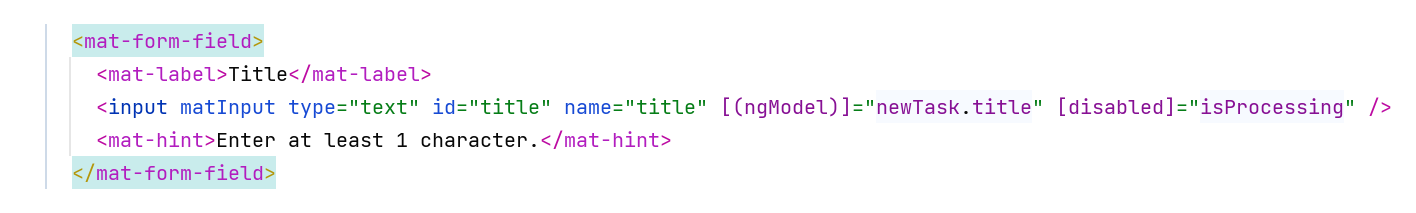 <mat-form-field>
<mat-label>Title</mat-label>
<input matInput type="text" id="title" name="title" [(ngModel)]="newTask.title" [disabled]="isProcessing" />
<mat-hint>Enter at least 1 character.</mat-hint>
</mat-form-field>